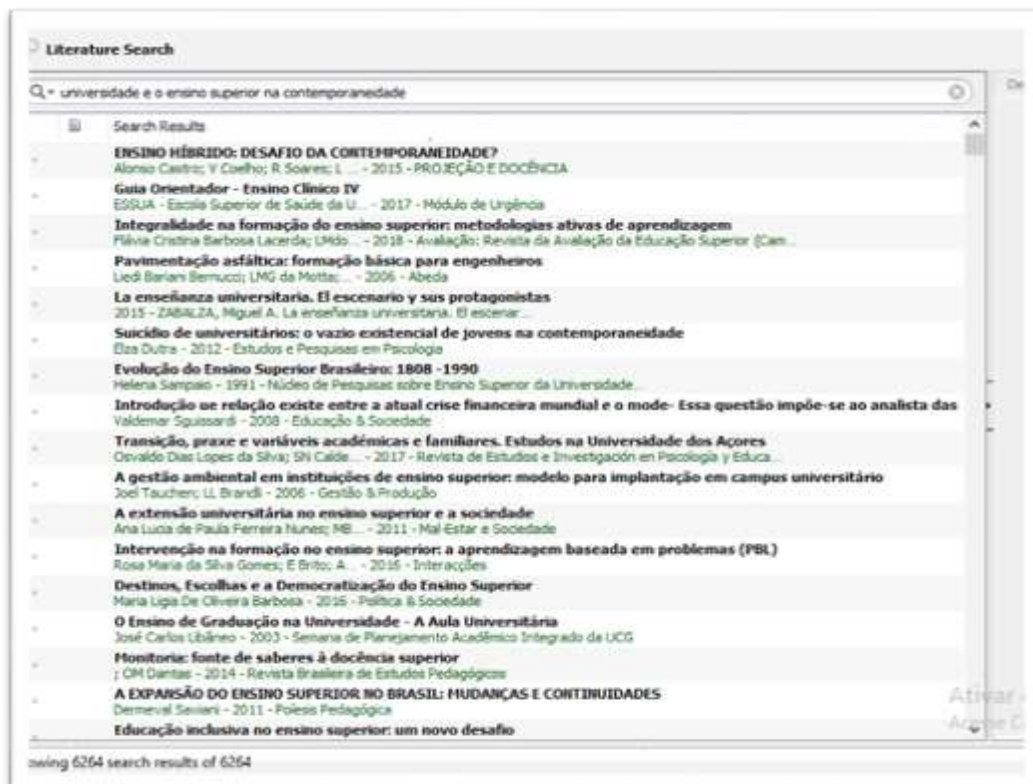 Literature Search
universidade e o ensino superior na contemporaneidade
Search Results
ENSINO HÍBRIDO: DESAFIO DA CONTEMPORANEIDADE?
Alonso Castro; V Coelho; R Soares; L ... - 2015 - PROJEÇÃO E DOCÊNCIA
Guia Orientador - Ensino Clínico IV
ESSUA - Escola Superior de Saúde da U... - 2017 - Módulo de Urgência
Integralidade na formação do ensino superior: metodologias ativas de aprendizagem
Flávia Cristina Barbosa Lacerda; LMdo... - 2018 - Avaliação: Revista da Avaliação da Educação Superior (Cam...
Pavimentação asfáltica: formação básica para engenheiros
Liedi Bariani Bernucci; LMG da Motta;... - 2006 - Abeda
La enseñanza universitaria. El escenario y sus protagonistas
2015 - ZABALZA, Miguel A. La enseñanza universitaria. El escenar...
Suicídio de universitários: o vazio existencial de jovens na contemporaneidade
Elza Dutra - 2012 - Estudos e Pesquisas em Psicologia
Evolução do Ensino Superior Brasileiro: 1808 -1990
Helena Sampaio - 1991 - Núcleo de Pesquisas sobre Ensino Superior da Universidade...
Introdução ue relação existe entre a atual crise financeira mundial e o mode- Essa questão impõe-se ao analista das
Valdemar Sguissardi - 2008 - Educação & Sociedade
Transição, praxe e variáveis académicas e familiares. Estudos na Universidade dos Açores
Osvaldo Dias Lopes da Silva; SN Calde... - 2017 - Revista de Estudios e Investigación en Psicología y Educa...
A gestão ambiental em instituições de ensino superior: modelo para implantação em campus universitário
Joel Tauchen; LL Brandli - 2006 - Gestão & Produção
A extensão universitária no ensino superior e a sociedade
Ana Lucia de Paula Ferreira Nunes; MB... - 2011 - Mal-Estar e Sociedade
Intervenção na formação no ensino superior: a aprendizagem baseada em problemas (PBL)
Rosa Maria da Silva Gomes; E Brito; A... - 2016 - Interacções
Destinos, Escolhas e a Democratização do Ensino Superior
Maria Ligia De Oliveira Barbosa - 2016 - Política & Sociedade
O Ensino de Graduação na Universidade - A Aula Universitária
José Carlos Libâneo - 2003 - Semana de Planejamento Acadêmico Integrado da UCG
Monitoria: fonte de saberes à docência superior
; OM Dantas - 2014 - Revista Brasileira de Estudos Pedagógicos
A EXPANSÃO DO ENSINO SUPERIOR NO BRASIL: MUDANÇAS E CONTINUIDADES
Dermeval Saviani - 2011 - Poíesis Pedagógica
Ativar
Educação inclusiva no ensino superior: um novo desafio
owing 6264 search results of 6264